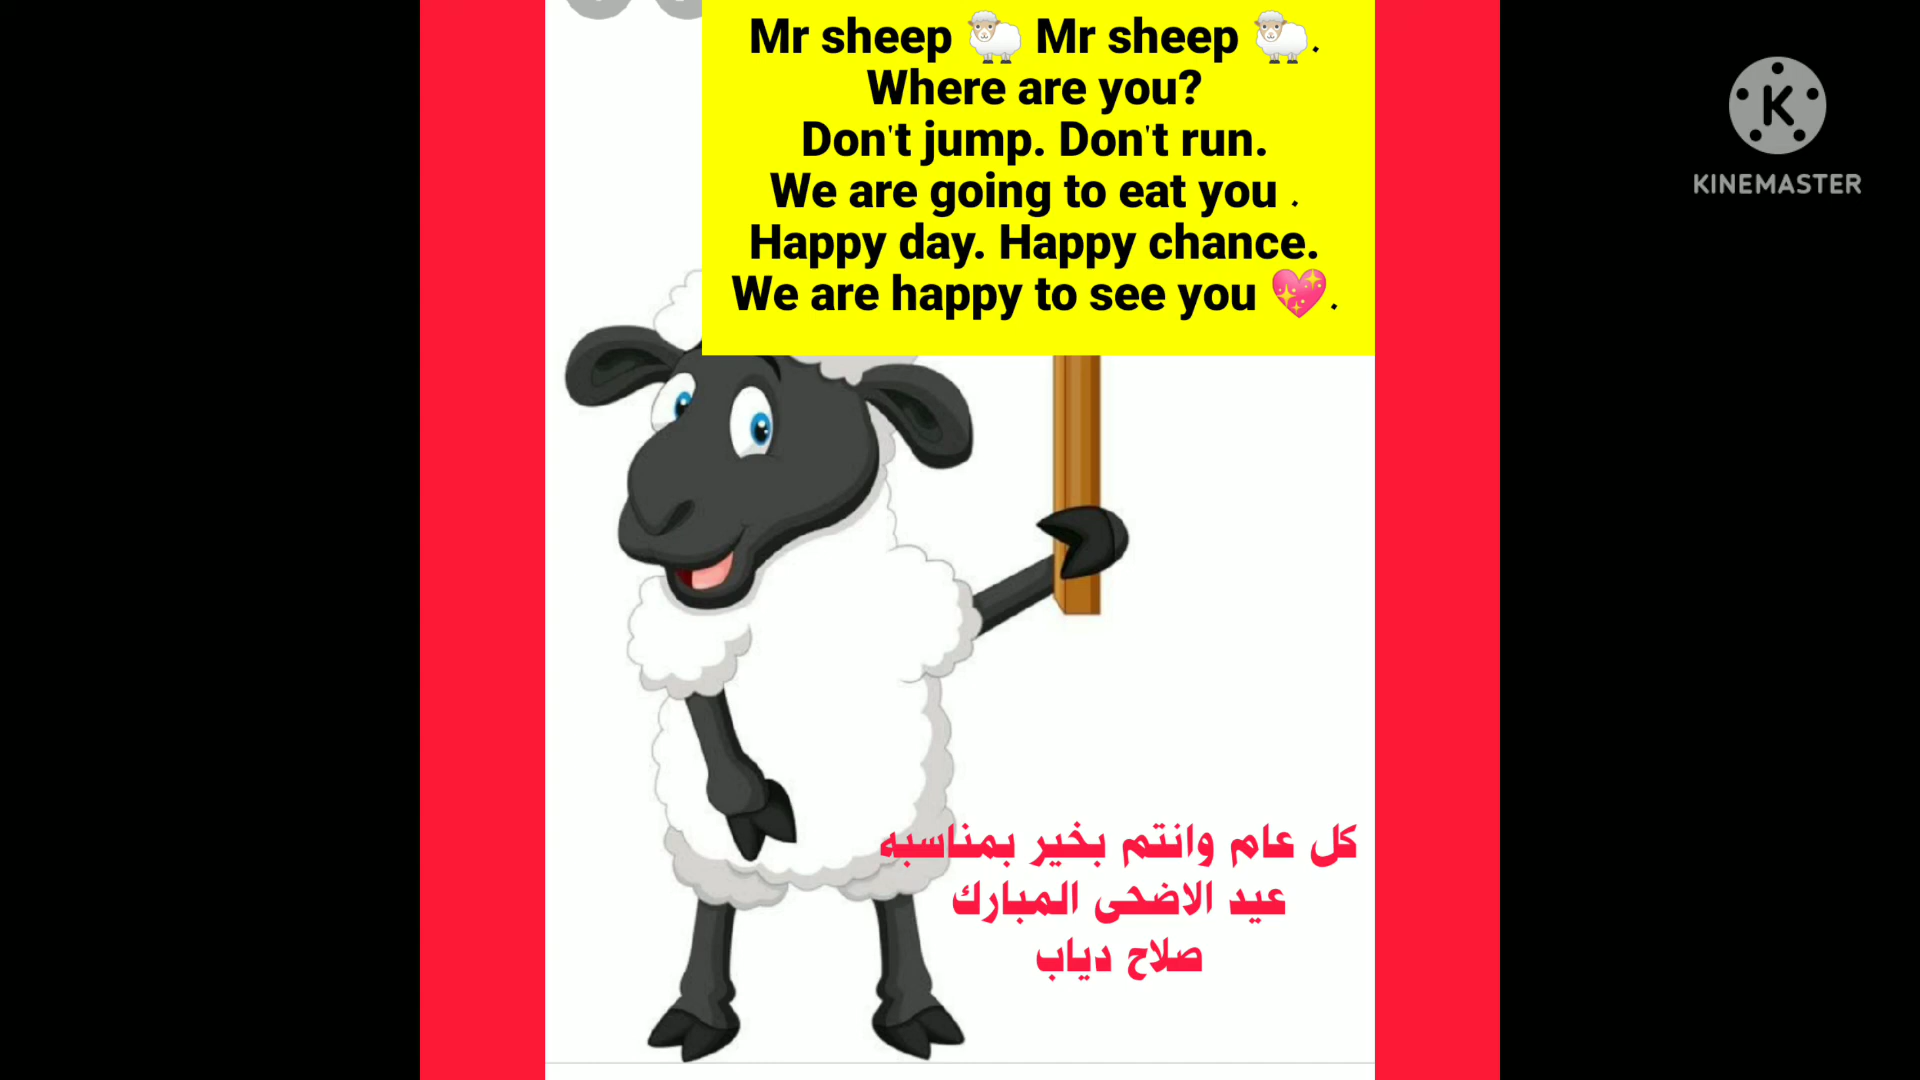 Mr sheep 🐑 Mr sheep 🐑.
Where are you?
Don't jump. Don't run.
We are going to eat you .
Happy day. Happy chance.
We are happy to see you 💖.
كل عام وانتم بخير بمناسبه
عيد الاضحى المبارك
صلاح دياب
K
KINEMASTER